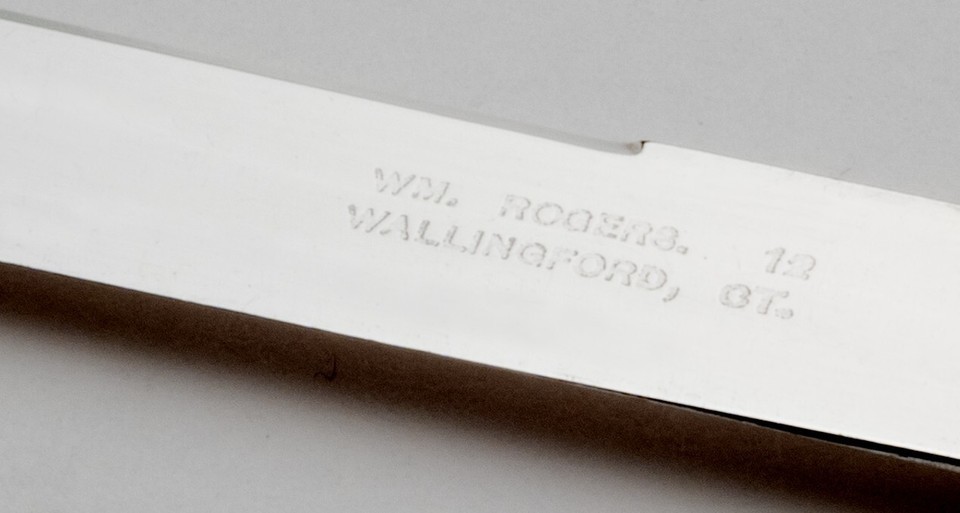 WM. ROGERS. 12
WALLINGFORD, CT.